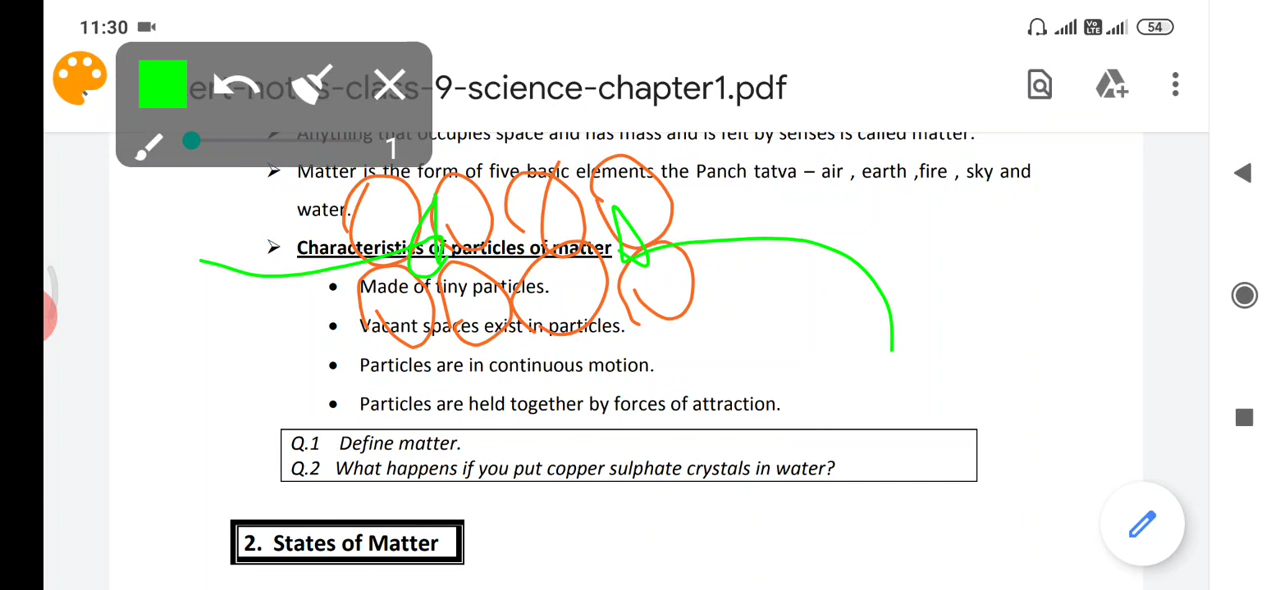 11:30
Vo
LTE
54
-9-science-chapter1.pdf
Anything that occupies space and has mass and is felt by senses is called matter.
➢ Matter is the form of five basic elements the Panch tatva – air , earth ,fire , sky and
water.
➢ Characteristics of particles of matter
• Made of tiny particles.
• Vacant spaces exist in particles.
• Particles are in continuous motion.
• Particles are held together by forces of attraction.
Q.1 Define matter.
Q.2 What happens if you put copper sulphate crystals in water?
2. States of Matter
1